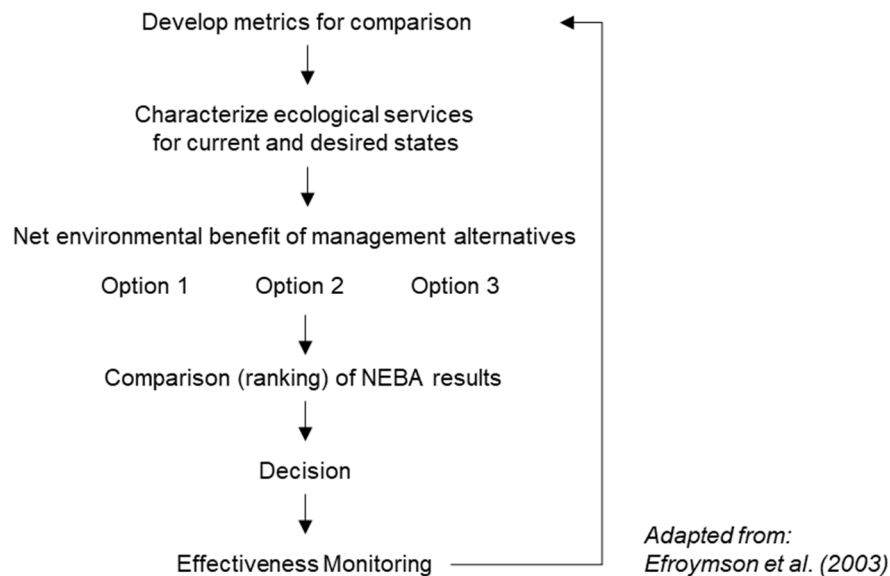 Develop metrics for comparison
Characterize ecological services
for current and desired states
Net environmental benefit of management alternatives
Option 1 Option 2 Option 3
Comparison (ranking) of NEBA results
Decision
Effectiveness Monitoring
Adapted from:
Efroymson et al. (2003)